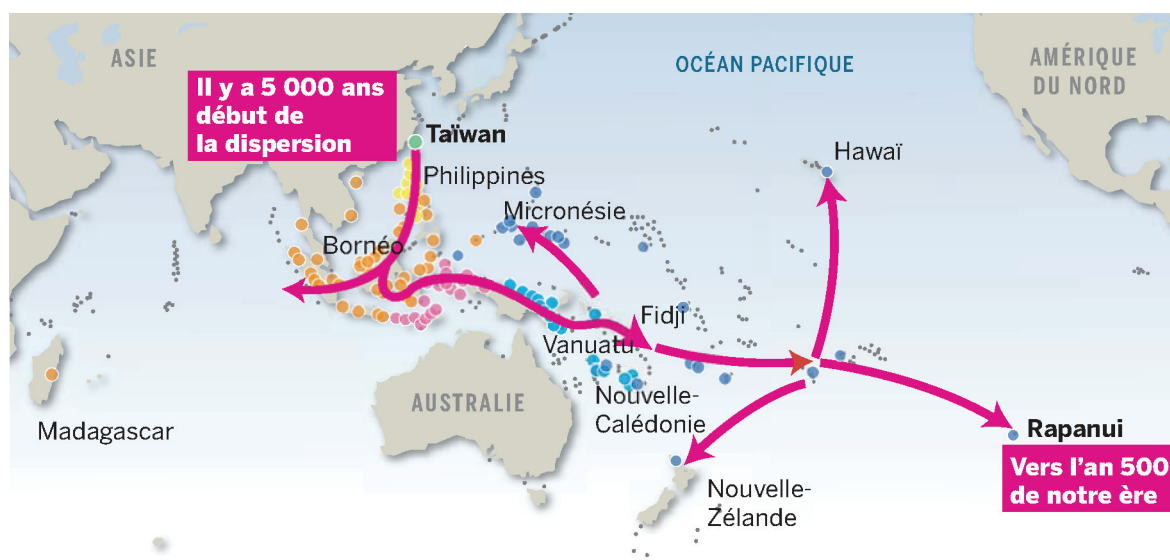 ASIE
OCÉAN PACIFIQUE
AMÉRIQUE
DU NORD
Il y a 5 000 ans
début de
la dispersion
Taïwan
Hawaï
Philippines
Micronésie
Bornéo
Fidji
Vanuatu
AUSTRALIE
Nouvelle-
Calédonie
Madagascar
Rapanui
Vers l'an 500
de notre ère
Nouvelle-
Zélande